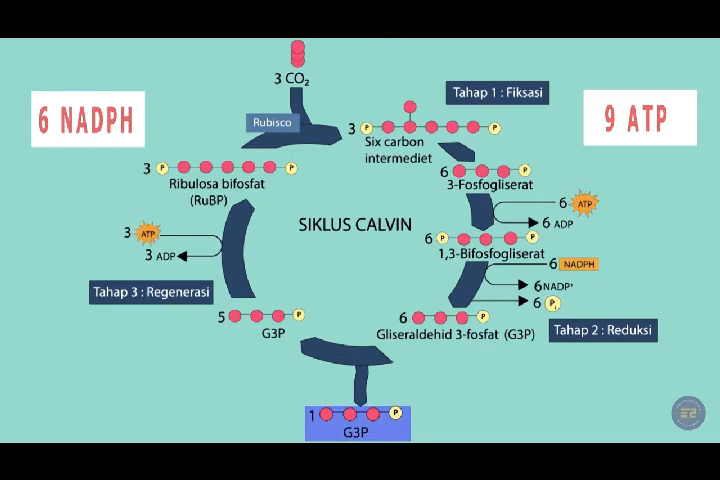 3 CO₂
6 NADPH
Rubisco
Tahap 1 : Fiksasi
9 ATP
3 P P
Six carbon
intermediet
3 P P
Ribulosa bifosfat
(RuBP)
6 P
3-Fosfogliserat
SIKLUS CALVIN
6 ATP
6 ADP
3 ATP
3 ADP
6 P P
1,3-Bifosfogliserat
6 NADPH
6 NADP⁺
6 Pi
Tahap 3 : Regenerasi
5 P
G3P
6 P
Gliseraldehid 3-fosfat (G3P)
Tahap 2 : Reduksi
1 P
G3P